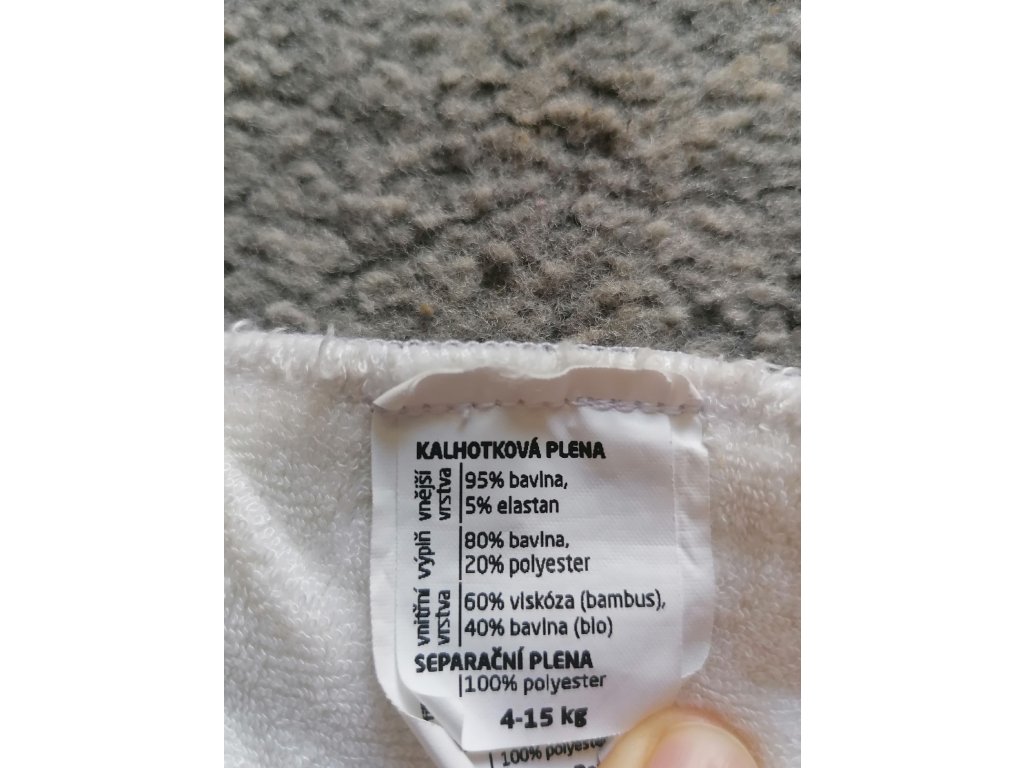 KALHOTKOVÁ PLENA
vnější vrstva
95% bavlna,
5% elastan
výplň
80% bavlna,
20% polyester
vnitřní vrstva
60% viskóza (bambus),
40% bavlna (bio)
SEPARAČNÍ PLENA
100% polyester
4-15 kg
100% polyester